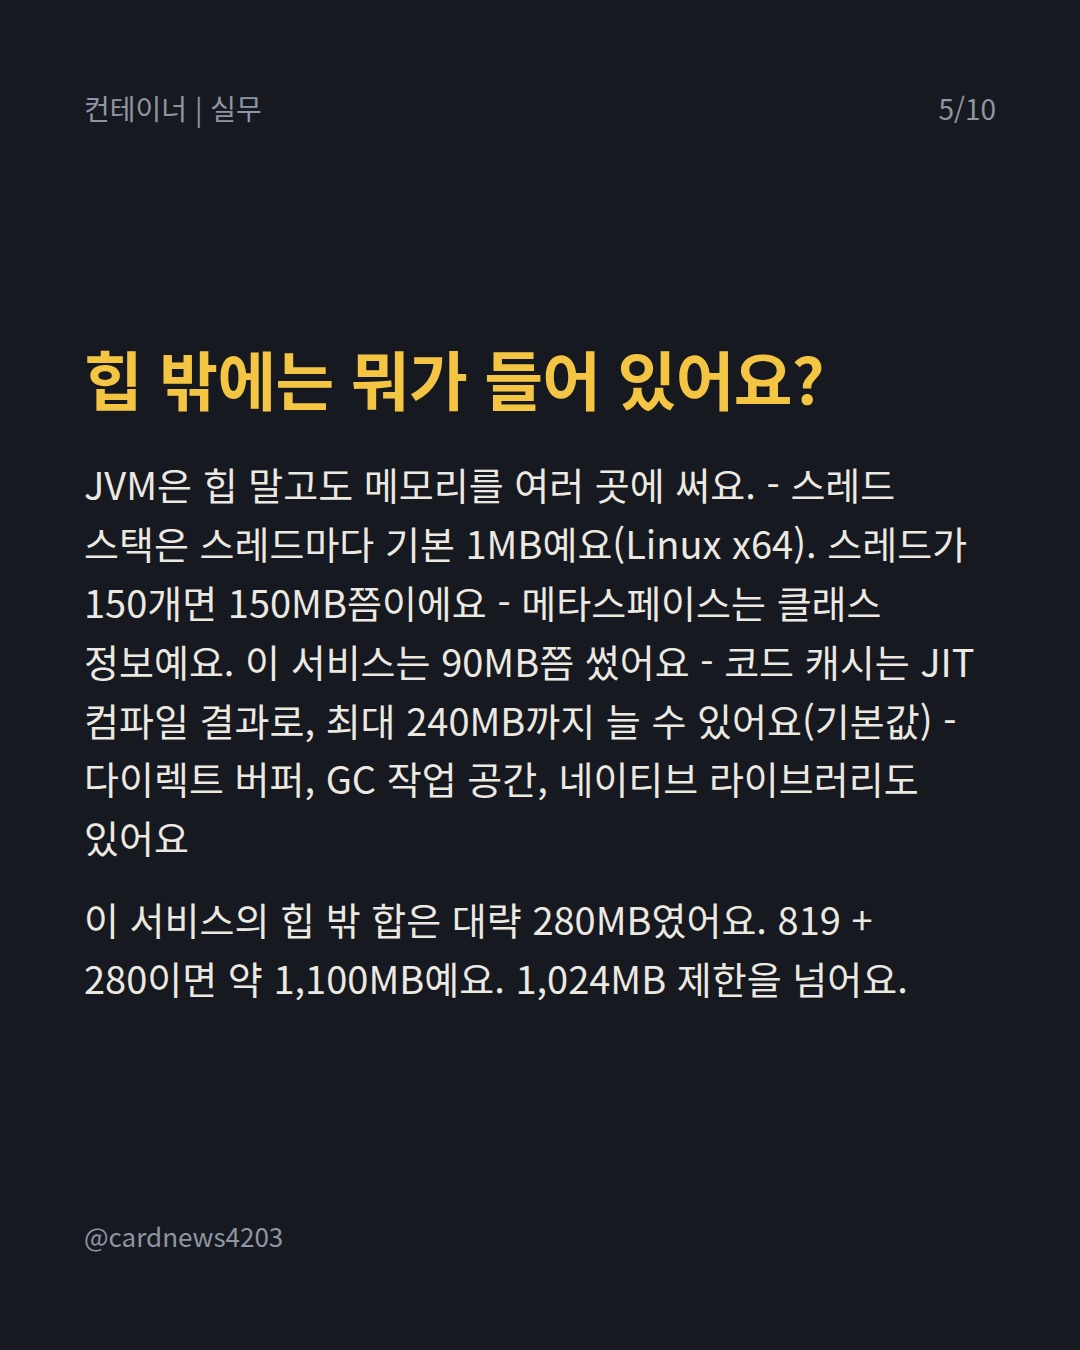 컨테이너 | 실무
5/10
힙 밖에는 뭐가 들어 있어요?
JVM은 힙 말고도 메모리를 여러 곳에 써요. - 스레드
스택은 스레드마다 기본 1MB예요(Linux x64). 스레드가
150개면 150MB쯤이에요 - 메타스페이스는 클래스
정보예요. 이 서비스는 90MB쯤 썼어요 - 코드 캐시는 JIT
컴파일 결과로, 최대 240MB까지 늘 수 있어요(기본값) -
다이렉트 버퍼, GC 작업 공간, 네이티브 라이브러리도
있어요
이 서비스의 힙 밖 합은 대략 280MB였어요. 819 +
280이면 약 1,100MB예요. 1,024MB 제한을 넘어요.
@cardnews4203